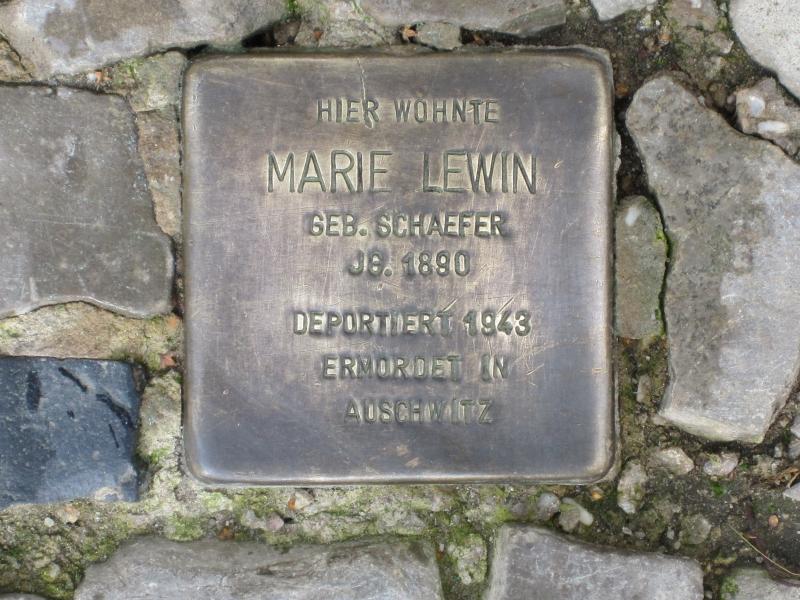 HIER WOHNTE
MARIE LEWIN
GEB. SCHAEFER
JG. 1890
DEPORTIERT 1943
ERMORDET IN
AUSCHWITZ